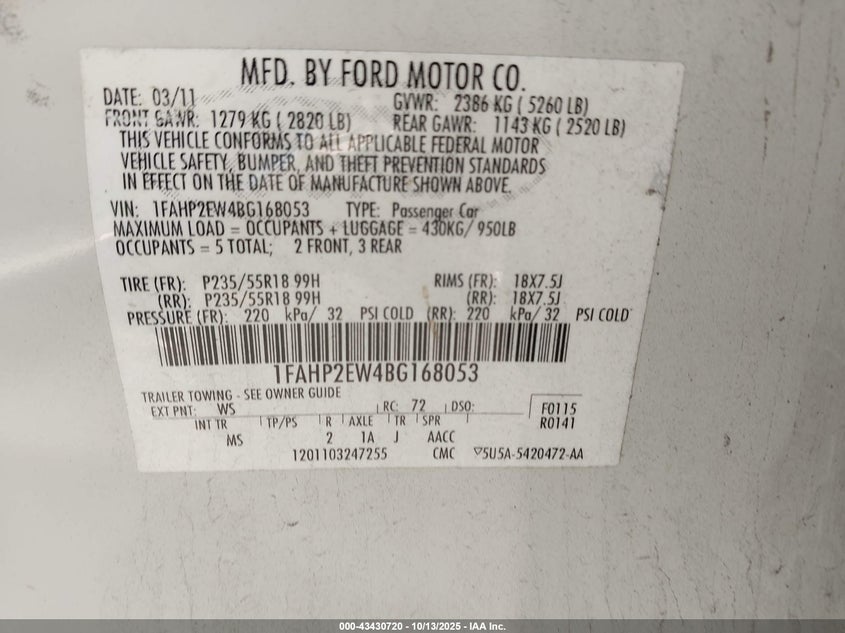 MFD. BY FORD MOTOR CO.
DATE: 03/11 GVWR: 2386 KG ( 5260 LB)
FRONT GAWR: 1279 KG ( 2820 LB) REAR GAWR: 1143 KG ( 2520 LB)
THIS VEHICLE CONFORMS TO ALL APPLICABLE FEDERAL MOTOR
VEHICLE SAFETY, BUMPER, AND THEFT PREVENTION STANDARDS
IN EFFECT ON THE DATE OF MANUFACTURE SHOWN ABOVE.
VIN: 1FAHP2EW4BG168053 TYPE: Passenger Car
MAXIMUM LOAD = OCCUPANTS + LUGGAGE = 430KG/ 950LB
OCCUPANTS = 5 TOTAL; 2 FRONT, 3 REAR
TIRE (FR): P235/55R18 99H RIMS (FR): 18X7.5J
(RR): P235/55R18 99H (RR): 18X7.5J
PRESSURE (FR): 220 kPa/ 32 PSI COLD (RR): 220 kPa/ 32 PSI COLD
1FAHP2EW4BG168053
TRAILER TOWING - SEE OWNER GUIDE
EXT PNT: WS RC: 72 DSO: F0115
INT TR TP/PS R AXLE TR SPR R0141
MS 2 1A J AACC
1201103247255 CMC ▽5U5A-5420472-AA
000-43430720 - 10/13/2025 - IAA Inc.